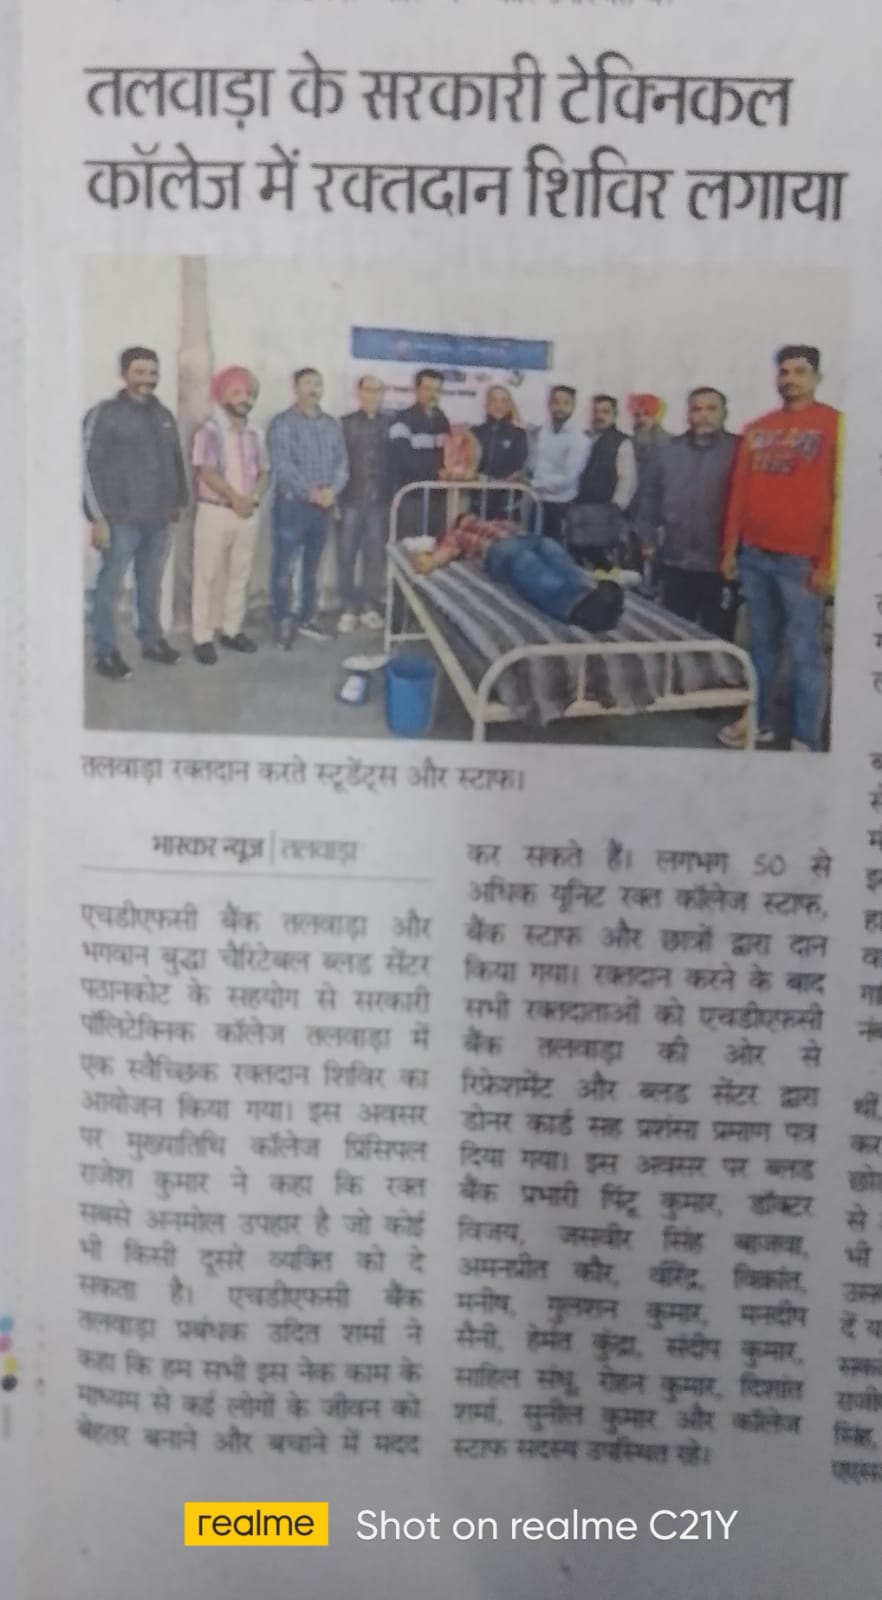 तलवाड़ा के सरकारी टेक्निकल
कॉलेज में रक्तदान शिविर लगाया
तलवाड़ा रक्तदान करते स्टूडेंट्स और स्टाफ।
भास्कर न्यूज | तलवाड़ा
एचडीएफसी बैंक तलवाड़ा और
भगवान बुद्धा चैरिटेबल ब्लड सेंटर
पठानकोट के सहयोग से सरकारी
पॉलिटेक्निक कॉलेज तलवाड़ा में
एक स्वैच्छिक रक्तदान शिविर का
आयोजन किया गया। इस अवसर
पर मुख्यातिथि कॉलेज प्रिंसिपल
राजेश कुमार ने कहा कि रक्त
सबसे अनमोल उपहार है जो कोई
भी किसी दूसरे व्यक्ति को दे
सकता है। एचडीएफसी बैंक
तलवाड़ा प्रबंधक उदित शर्मा ने
कहा कि हम सभी इस नेक काम के
माध्यम से कई लोगों के जीवन को
बेहतर बनाने और बचाने में मदद
कर सकते हैं। लगभग 50 से
अधिक यूनिट रक्त कॉलेज स्टाफ,
बैंक स्टाफ और छात्रों द्वारा दान
किया गया। रक्तदान करने के बाद
सभी रक्तदाताओं को एचडीएफसी
बैंक तलवाड़ा की ओर से
रिफ्रेशमेंट और ब्लड सेंटर द्वारा
डोनर कार्ड सह प्रशंसा प्रमाण पत्र
दिया गया। इस अवसर पर ब्लड
बैंक प्रभारी पिंटू कुमार, डॉक्टर
विजय, जसवीर सिंह बाजवा,
अमनप्रीत कौर, वरिंद्र, विक्रांत,
मनीष, गुलशन कुमार, मनदीप
सैनी, हेमंत कुंद्रा, संदीप कुमार,
साहिल संधू, रोहन कुमार, दिशांत
शर्मा, सुनील कुमार और कॉलेज
स्टाफ सदस्य उपस्थित रहे।
realme Shot on realme C21Y